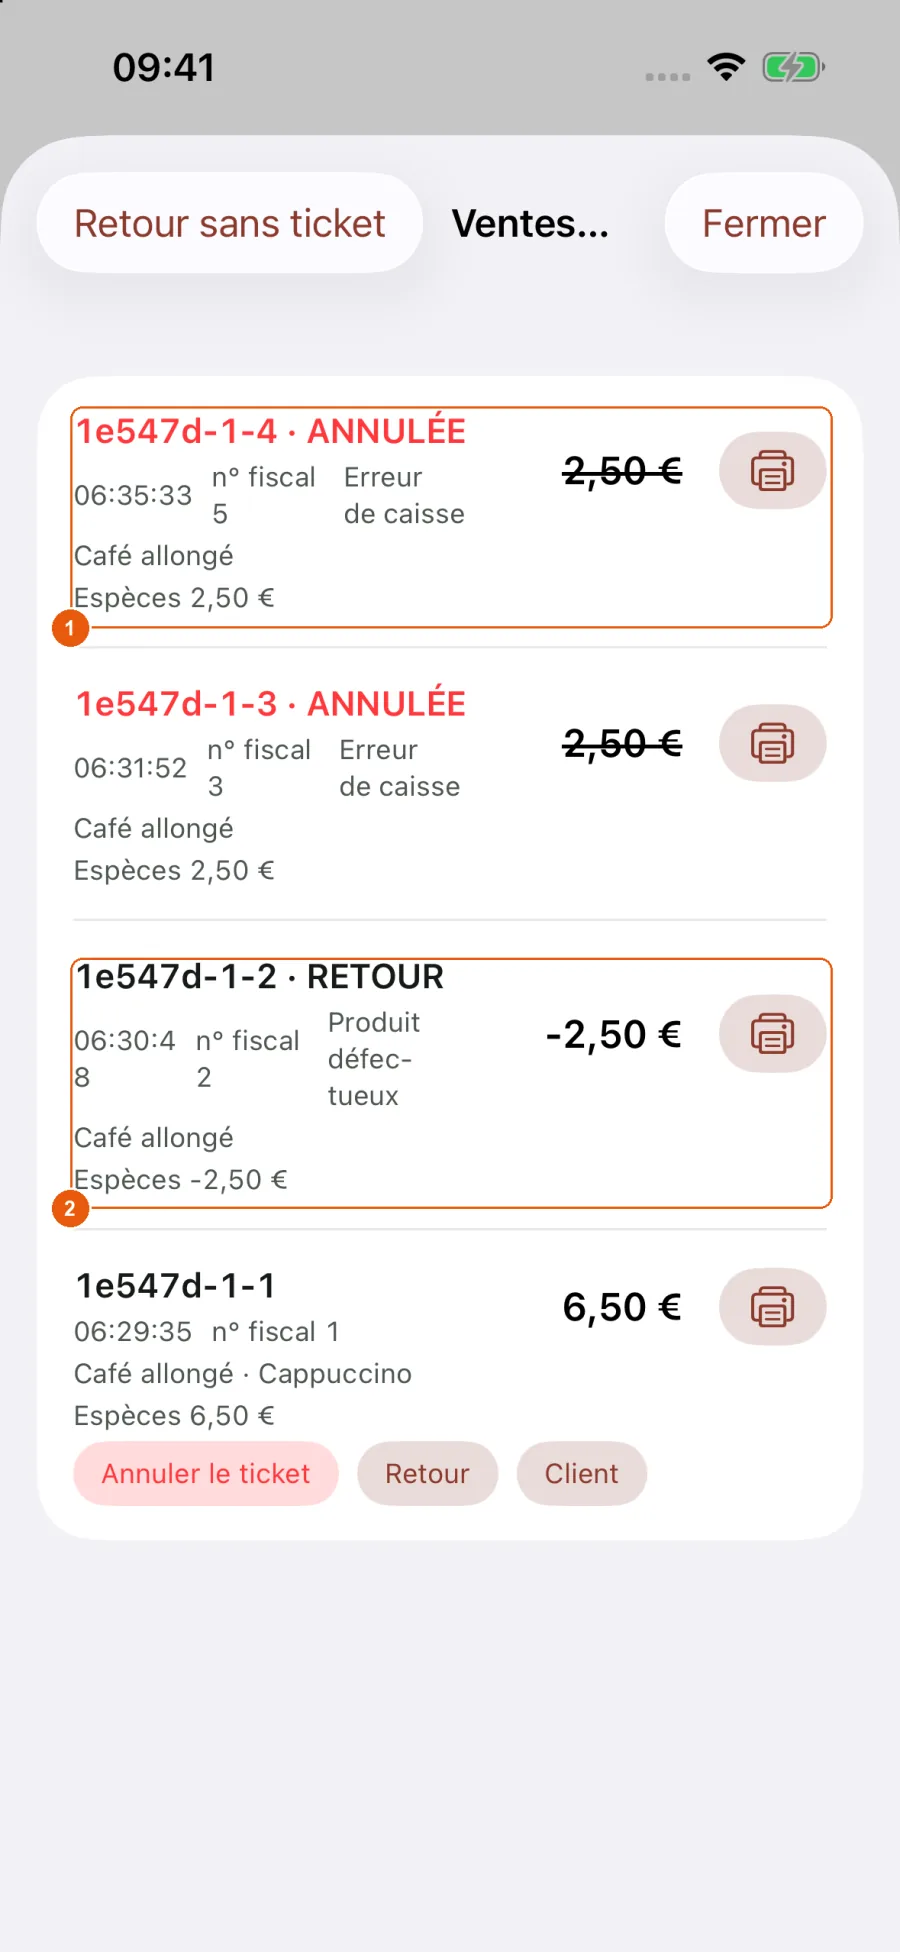 09:41
Retour sans ticket
Ventes...
Fermer
1e547d-1-4 · ANNULÉE
06:35:33
n° fiscal
5
Erreur
de caisse
2,50 €
Café allongé
Espèces 2,50 €
1
1e547d-1-3 · ANNULÉE
06:31:52
n° fiscal
3
Erreur
de caisse
2,50 €
Café allongé
Espèces 2,50 €
1e547d-1-2 · RETOUR
06:30:4
8
n° fiscal
2
Produit
défec-
tueux
-2,50 €
Café allongé
Espèces -2,50 €
2
1e547d-1-1
06:29:35 n° fiscal 1
6,50 €
Café allongé · Cappuccino
Espèces 6,50 €
Annuler le ticket
Retour
Client